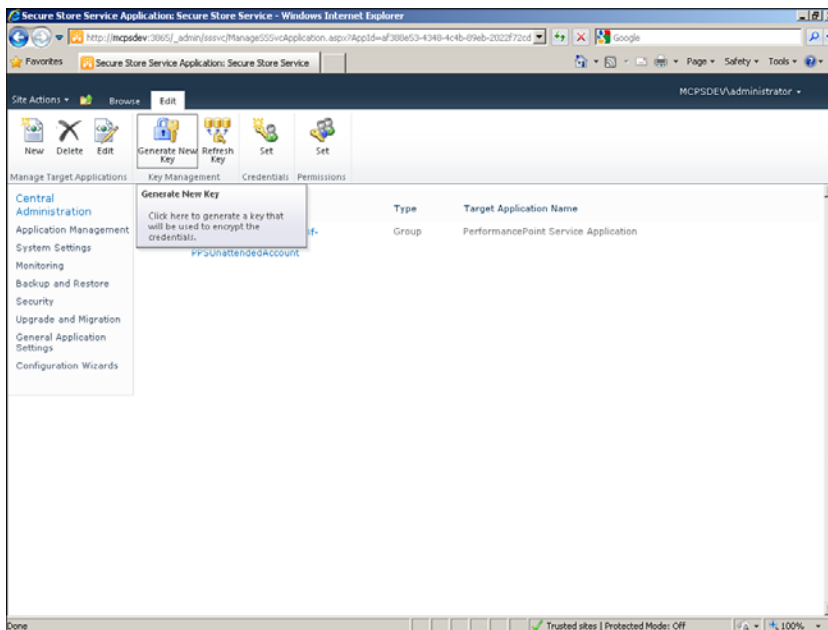 Secure Store Service Application: Secure Store Service - Windows Internet Explorer
http://mcpsdev:3865/_admin/sssvc/ManageSSSvcApplication.aspx?AppId=af388e53-4348-4c4b-89eb-2022f72cd
Google
Favorites
Secure Store Service Application: Secure Store Service
Page
Safety
Tools
Site Actions
Browse
Edit
MCPSDEV\administrator
New
Delete
Edit
Generate New Key
Refresh Key
Set
Set
Manage Target Applications
Key Management
Credentials
Permissions
Central
Administration
Application Management
System Settings
Monitoring
Backup and Restore
Security
Upgrade and Migration
General Application
Settings
Configuration Wizards
Generate New Key
Click here to generate a key that
will be used to encrypt the
credentials.
Type
Target Application Name
PPSUnattendedAccount
Group
PerformancePoint Service Application
Done
Trusted sites | Protected Mode: Off
100%